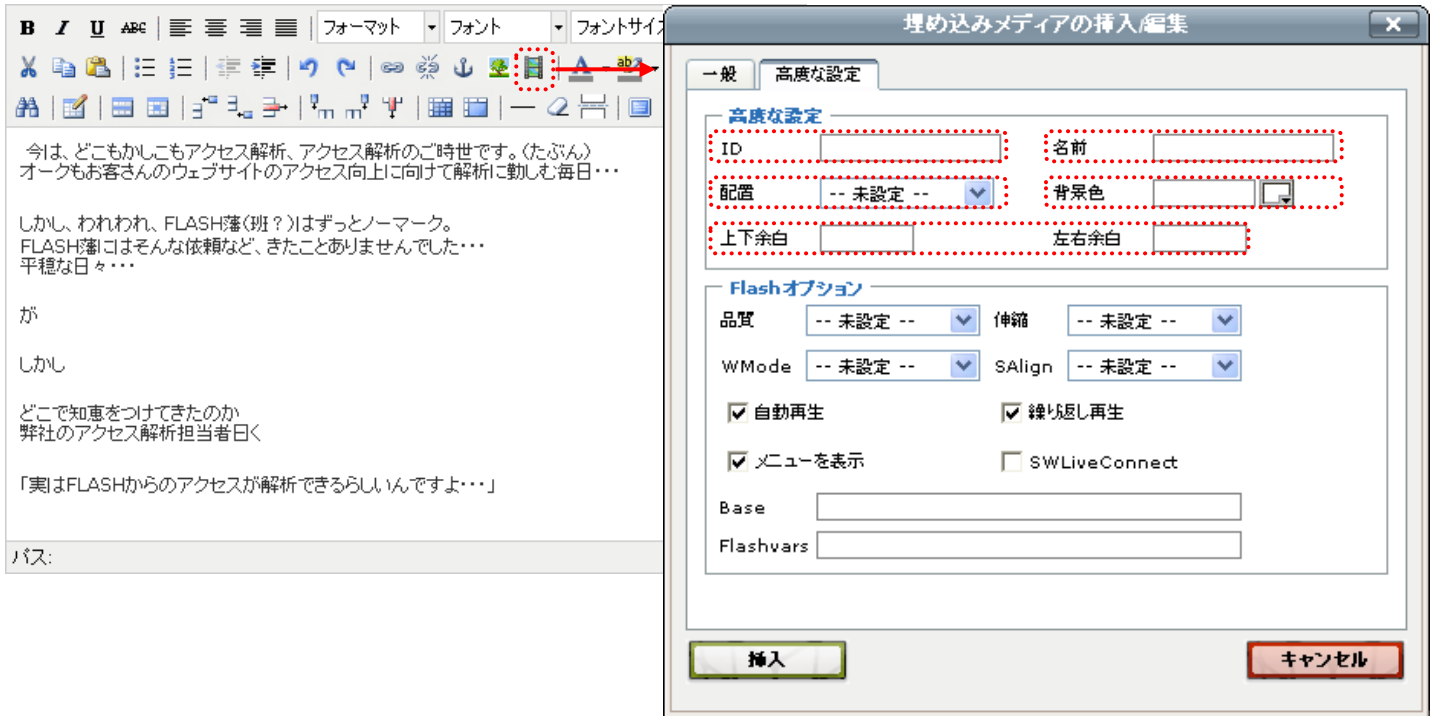 B I U ABC フォーマット フォント フォントサイズ
今は、どこもかしこもアクセス解析、アクセス解析のご時世です。(たぶん)
オークもお客さんのウェブサイトのアクセス向上に向けて解析に勤しむ毎日・・・
しかし、われわれ、FLASH藩(班？)はずっとノーマーク。
FLASH藩にはそんな依頼など、きたことありませんでした・・・
平穏な日々・・・
が
しかし
どこで知恵をつけてきたのか
弊社のアクセス解析担当者曰く
「実はFLASHからのアクセスが解析できるらしいんですよ・・・」
パス:
埋め込みメディアの挿入/編集
一般 高度な設定
高度な設定
ID 名前
配置 -- 未設定 -- 背景色
上下余白 左右余白
Flashオプション
品質 -- 未設定 -- 伸縮 -- 未設定 --
WMode -- 未設定 -- SAlign -- 未設定 --
自動再生 繰り返し再生
メニューを表示 SWLiveConnect
Base
Flashvars
挿入 キャンセル